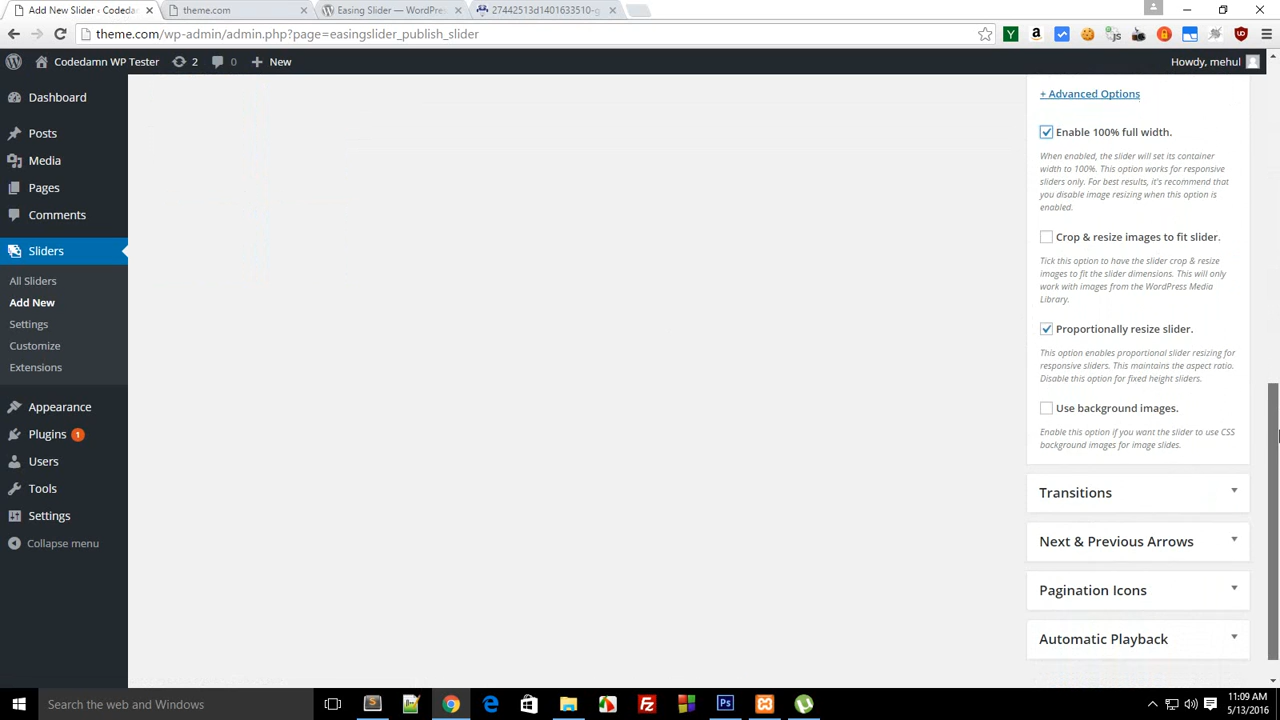 Add New Slider ‹ Codeda
theme.com
Easing Slider — WordPres
27442513d1401633510-g
theme.com/wp-admin/admin.php?page=easingslider_publish_slider
Codedamn WP Tester
2
0
New
Howdy, mehul
Dashboard
Posts
Media
Pages
Comments
Sliders
All Sliders
Add New
Settings
Customize
Extensions
Appearance
Plugins 1
Users
Tools
Settings
Collapse menu
+ Advanced Options
Enable 100% full width.
When enabled, the slider will set its container
width to 100%. This option works for responsive
sliders only. For best results, it's recommend that
you disable image resizing when this option is
enabled.
Crop & resize images to fit slider.
Tick this option to have the slider crop & resize
images to fit the slider dimensions. This will only
work with images from the WordPress Media
Library.
Proportionally resize slider.
This option enables proportional slider resizing for
responsive sliders. This maintains the aspect ratio.
Disable this option for fixed height sliders.
Use background images.
Enable this option if you want the slider to use CSS
background images for image slides.
Transitions
Next & Previous Arrows
Pagination Icons
Automatic Playback
Search the web and Windows
11:09 AM
5/13/2016